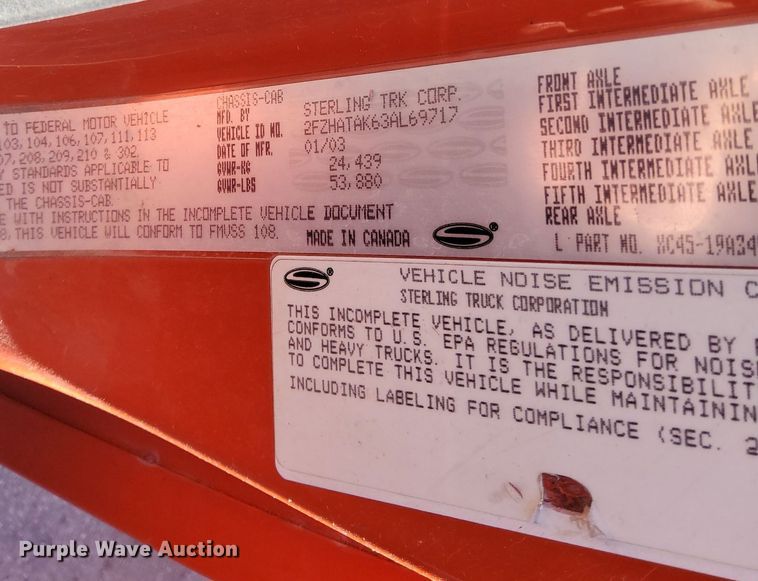 TO FEDERAL MOTOR VEHICLE
103, 104, 106, 107, 111, 113
07, 208, 209, 210 & 302.
Y STANDARDS APPLICABLE TO
ED IS NOT SUBSTANTIALLY
THE CHASSIS-CAB
E WITH INSTRUCTIONS IN THE INCOMPLETE VEHICLE DOCUMENT
8, THIS VEHICLE WILL CONFORM TO FMVSS 108.
CHASSIS-CAB
MFD. BY STERLING TRK CORP.
VEHICLE ID NO. 2FZHATAK63AL69717
DATE OF MFR. 01/03
GVWR-KG 24,439
GVWR-LBS 53,880
MADE IN CANADA
FRONT AXLE
FIRST INTERMEDIATE AXLE
SECOND INTERMEDIATE AXLE
THIRD INTERMEDIATE AXLE
FOURTH INTERMEDIATE AXL
FIFTH INTERMEDIATE AXLE
REAR AXLE
L PART NO. XC45-19A34
VEHICLE NOISE EMISSION C
STERLING TRUCK CORPORATION
THIS INCOMPLETE VEHICLE, AS DELIVERED BY
CONFORMS TO U.S. EPA REGULATIONS FOR NOIS
AND HEAVY TRUCKS. IT IS THE RESPONSIBILIT
TO COMPLETE THIS VEHICLE WHILE MAINTAININ
INCLUDING LABELING FOR COMPLIANCE (SEC. 2
Purple Wave Auction